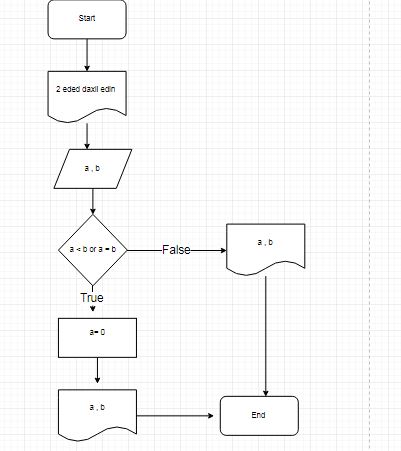 Start
2 eded daxil edin
a , b
a < b or a = b
False
a , b
True
a= 0
a , b
End